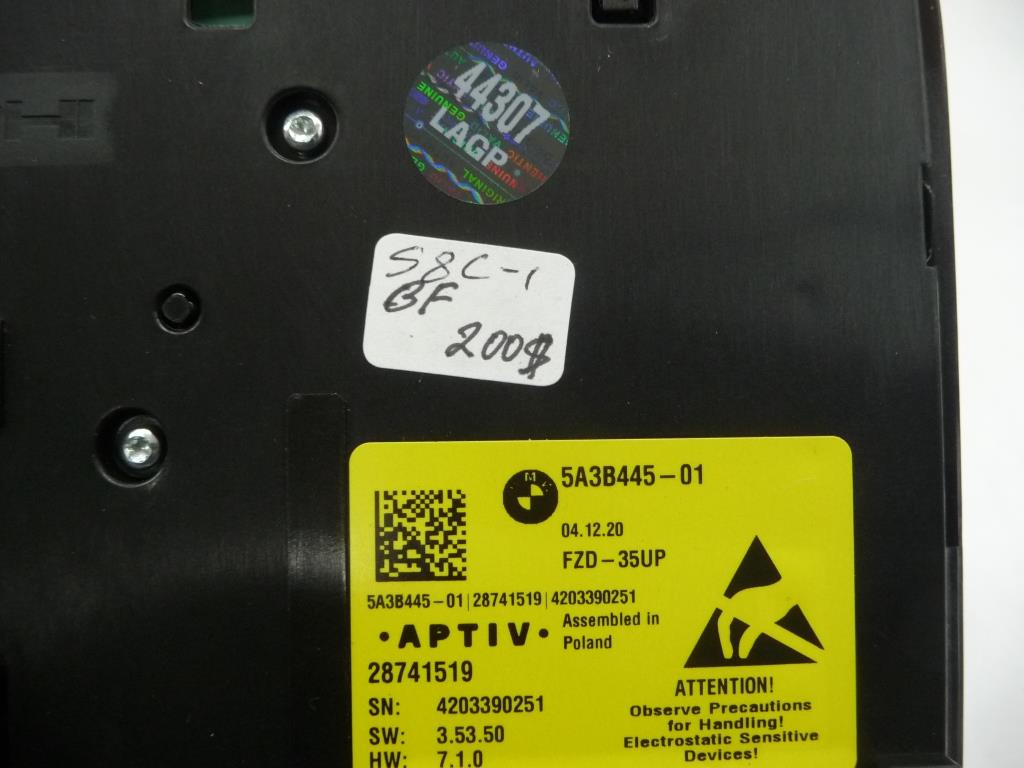 44307
LAGP
S8C-1
BF
200$
5A3B445-01
04.12.20
FZD-35UP
5A3B445-01|28741519|4203390251
•APTIV•
Assembled in
Poland
28741519
SN: 4203390251
SW: 3.53.50
HW: 7.1.0
ATTENTION!
Observe Precautions
for Handling!
Electrostatic Sensitive
Devices!